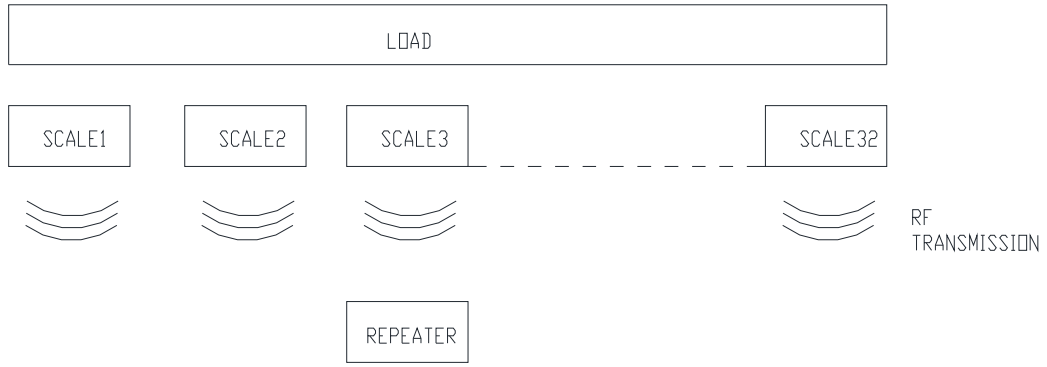 LOAD
SCALE1
SCALE2
SCALE3
SCALE32
RF
TRANSMISSION
REPEATER